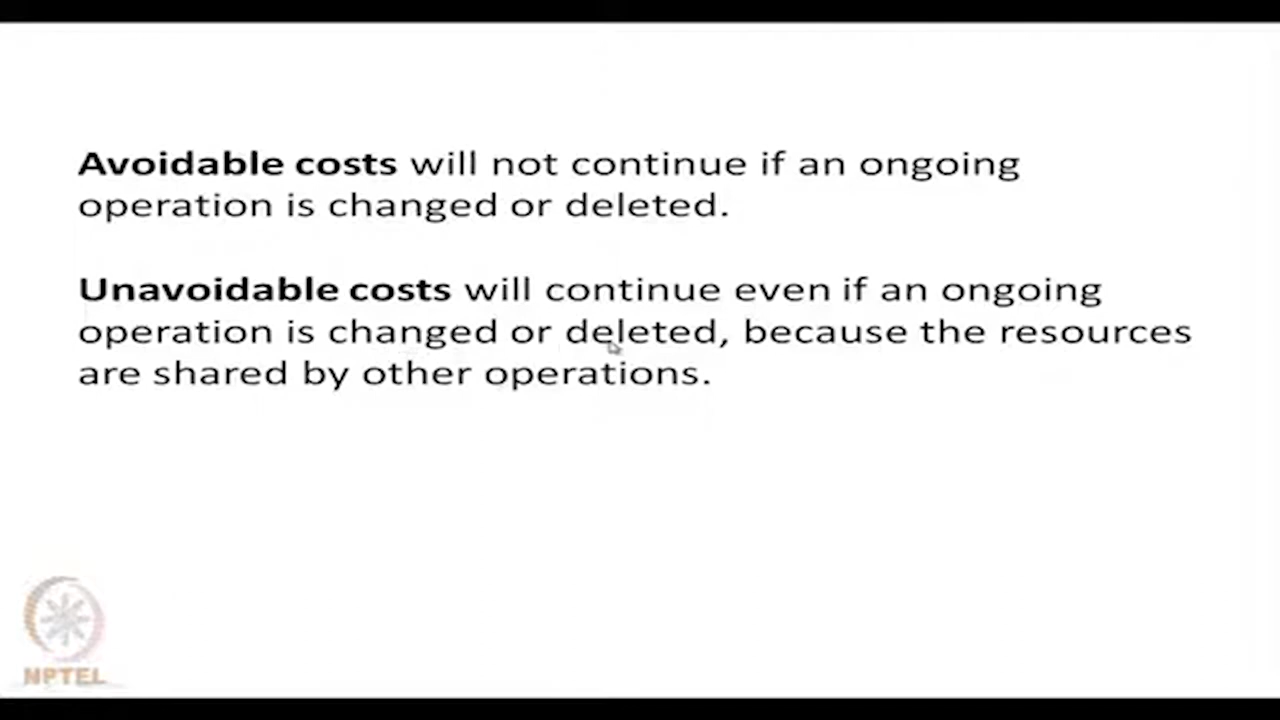 Avoidable costs will not continue if an ongoing
operation is changed or deleted.
Unavoidable costs will continue even if an ongoing
operation is changed or deleted, because the resources
are shared by other operations.
NPTEL